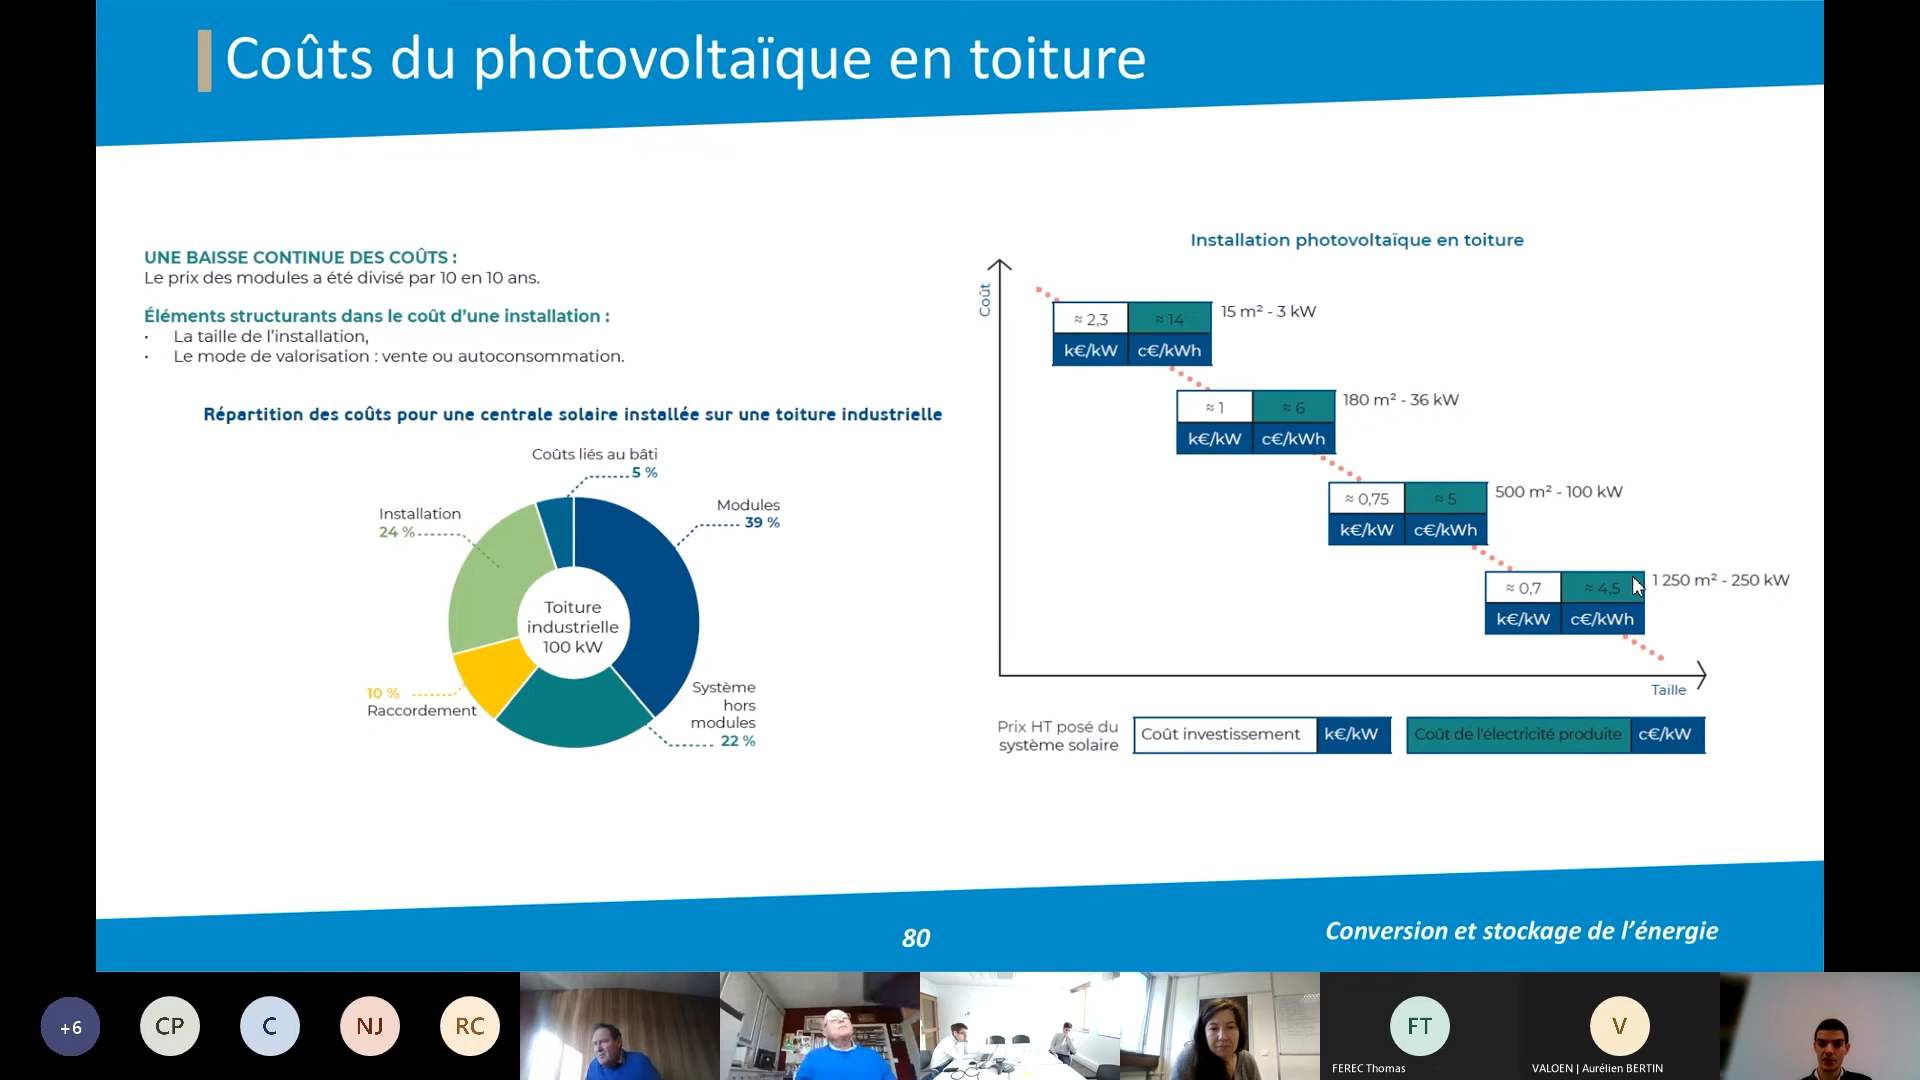 Coûts du photovoltaïque en toiture
UNE BAISSE CONTINUE DES COÛTS :
Le prix des modules a été divisé par 10 en 10 ans.
Éléments structurants dans le coût d’une installation :
· La taille de l’installation,
· Le mode de valorisation : vente ou autoconsommation.
Répartition des coûts pour une centrale solaire installée sur une toiture industrielle
Coûts liés au bâti
5 %
Modules
39 %
Installation
24 %
Toiture
industrielle
100 kW
10 %
Raccordement
Système
hors
modules
22 %
Installation photovoltaïque en toiture
Coût
≈ 2,3 ≈ 14 15 m² - 3 kW
k€/kW c€/kWh
≈ 1 ≈ 6 180 m² - 36 kW
k€/kW c€/kWh
≈ 0,75 ≈ 5 500 m² - 100 kW
k€/kW c€/kWh
≈ 0,7 ≈ 4,5 1 250 m² - 250 kW
k€/kW c€/kWh
Taille
Prix HT posé du
système solaire
Coût investissement k€/kW
Coût de l'électricité produite c€/kW
80
Conversion et stockage de l’énergie
+6
CP
C
NJ
RC
FT
FEREC Thomas
V
VALOEN | Aurélien BERTIN